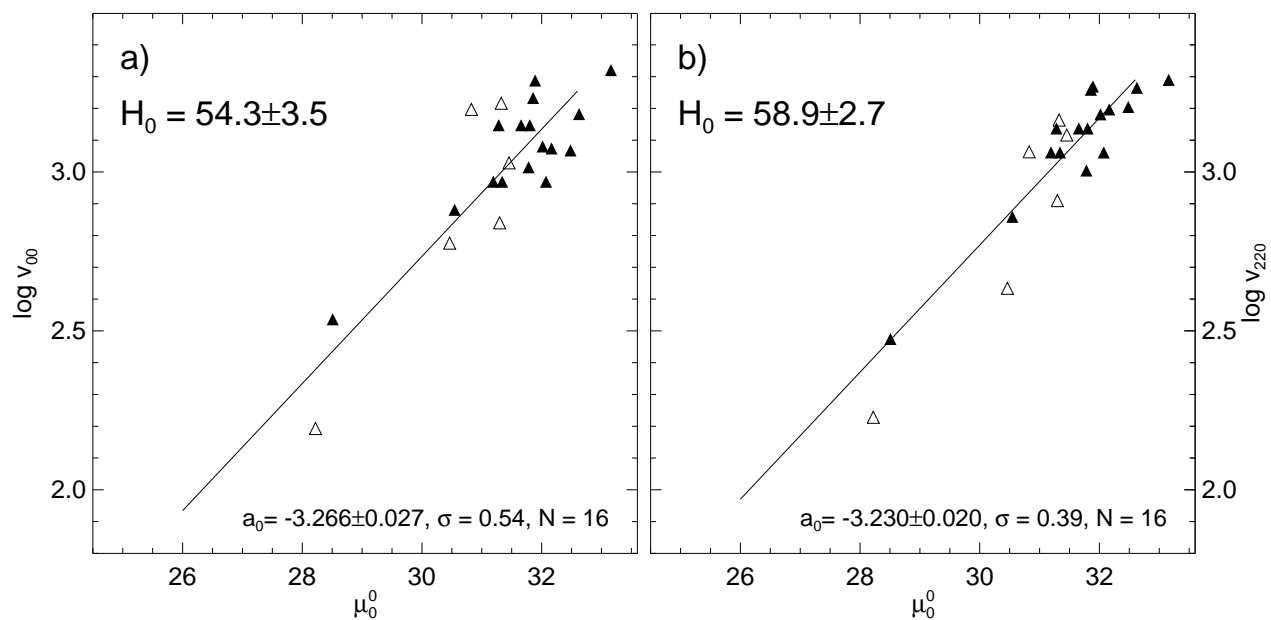 a)
H₀ = 54.3±3.5
3.0
2.5
2.0
log v₀₀
a₀= -3.266±0.027, σ = 0.54, N = 16
26 28 30 32
μ₀⁰
b)
H₀ = 58.9±2.7
3.0
2.5
2.0
log v₂₂₀
a₀= -3.230±0.020, σ = 0.39, N = 16
26 28 30 32
μ₀⁰